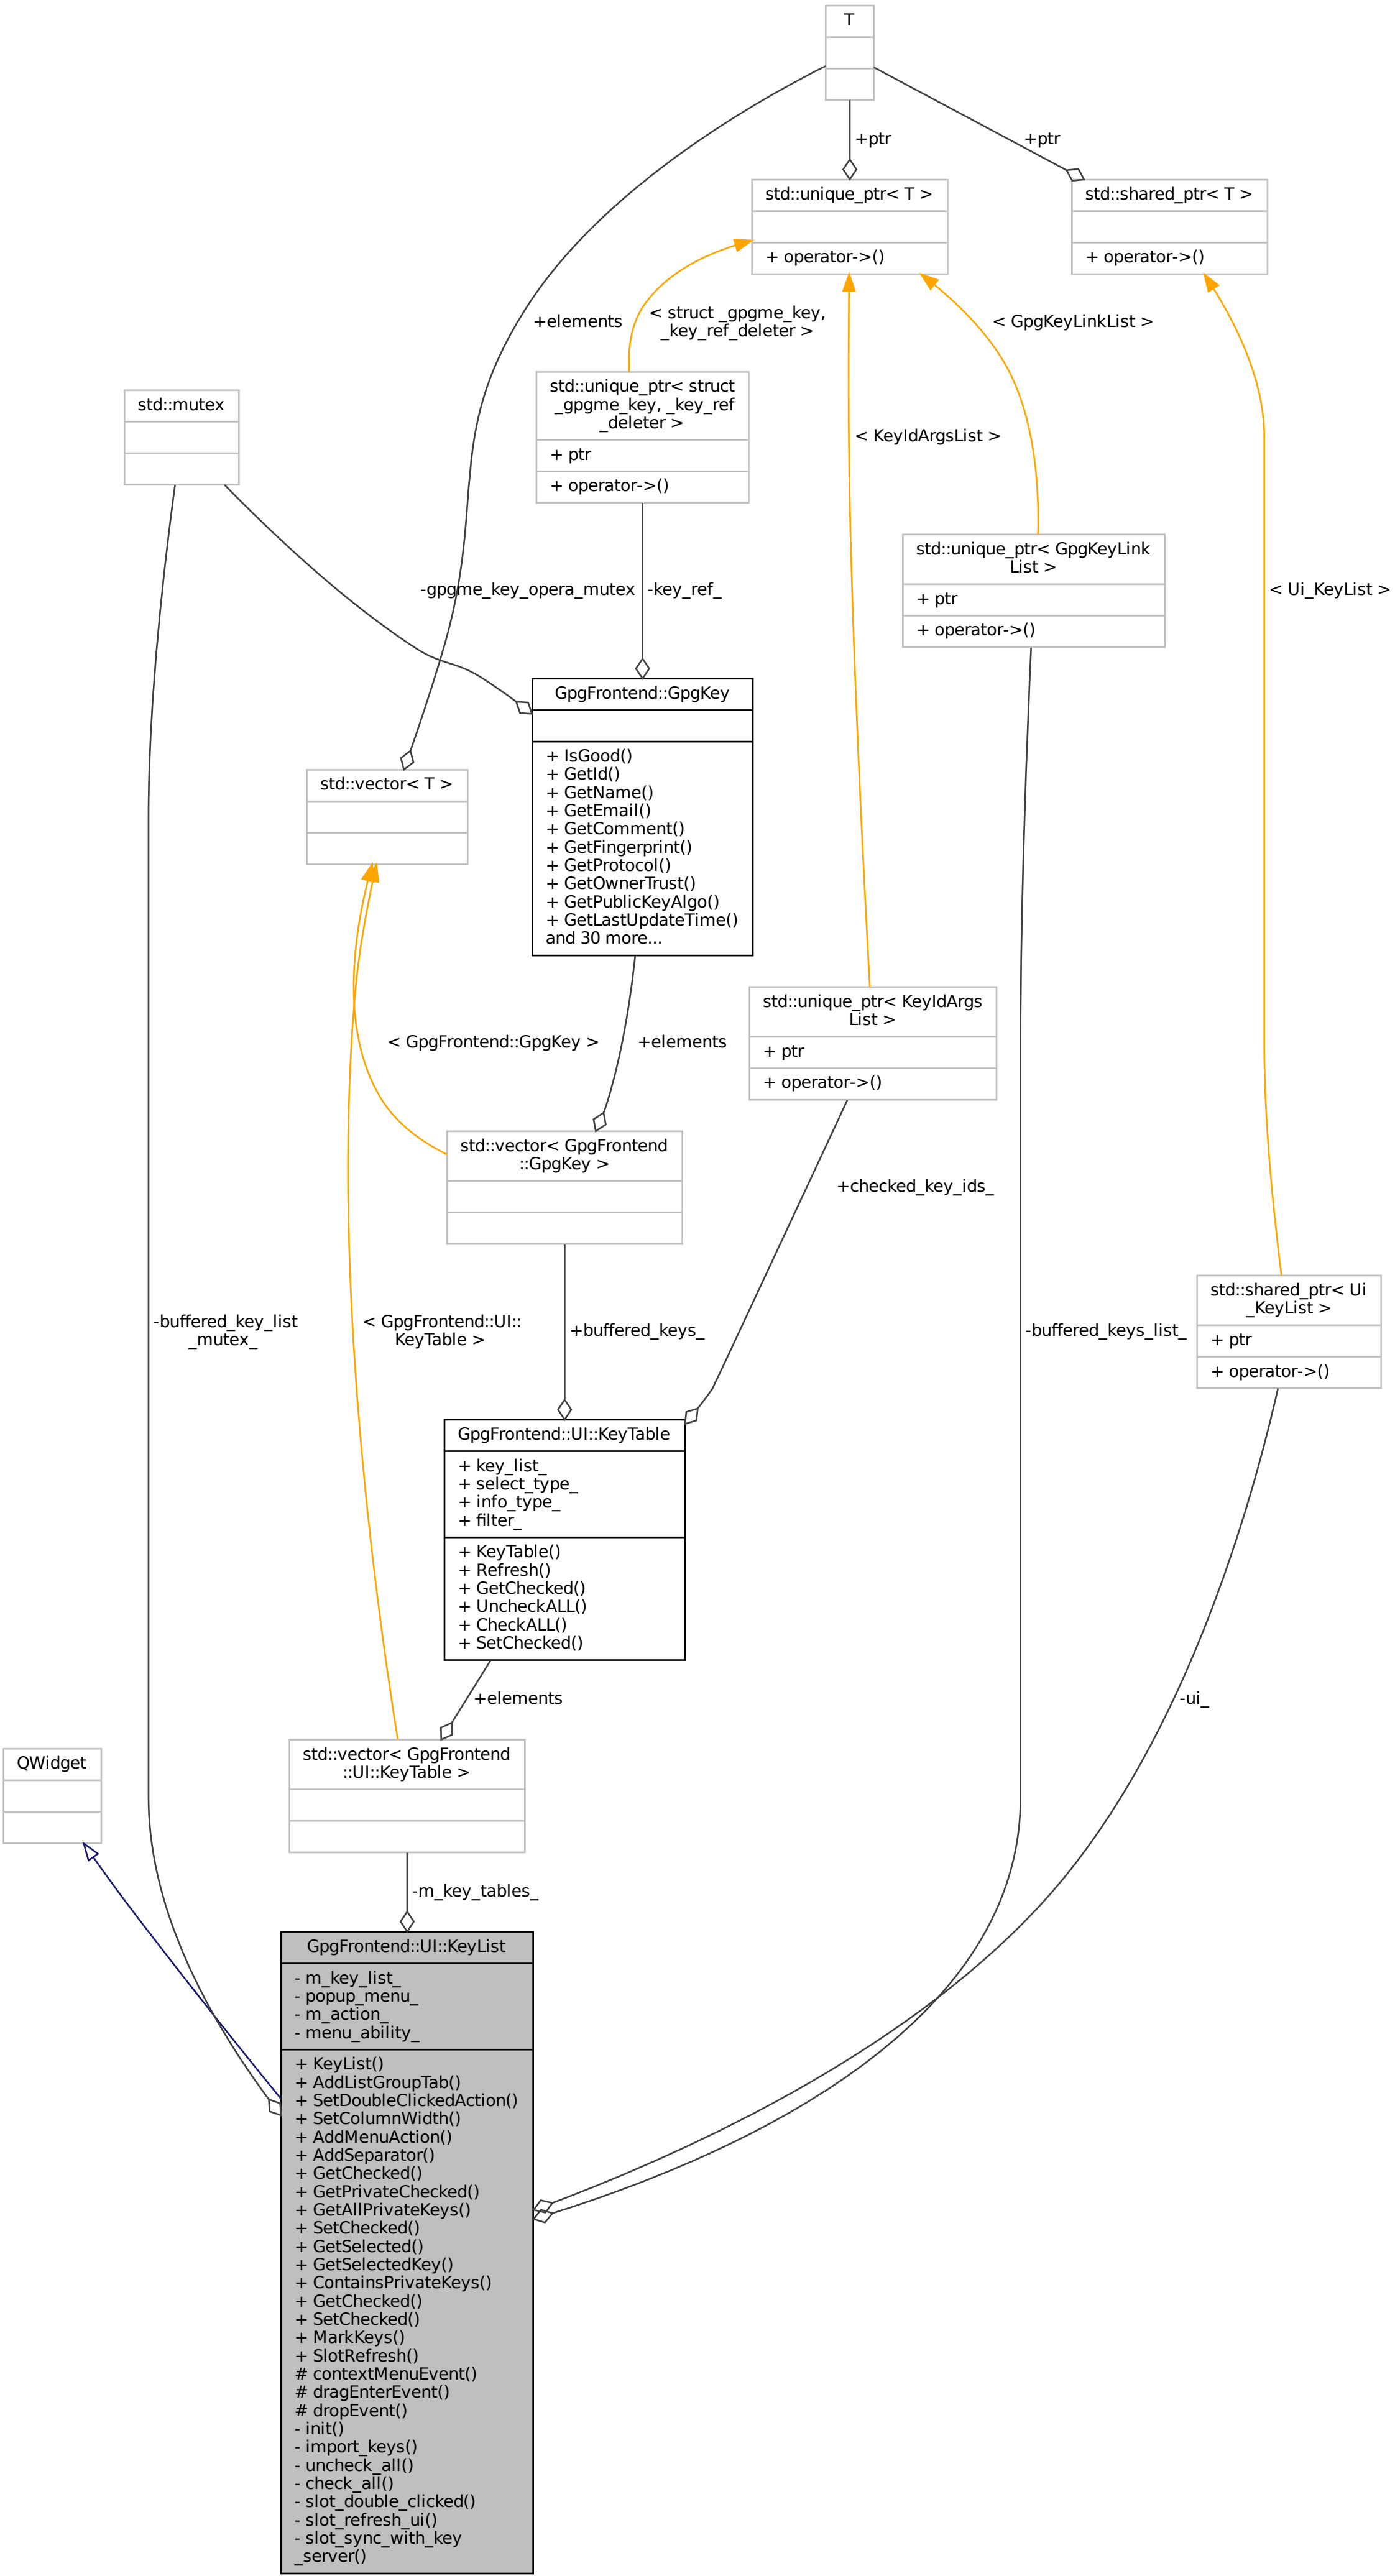 T
+ptr
+ptr
std::unique_ptr< T >
+ operator->()
std::shared_ptr< T >
+ operator->()
+elements
< struct _gpgme_key,
_key_ref_deleter >
< GpgKeyLinkList >
std::mutex
std::unique_ptr< struct
_gpgme_key, _key_ref
_deleter >
+ ptr
+ operator->()
< KeyIdArgsList >
std::unique_ptr< GpgKeyLink
List >
+ ptr
+ operator->()
-gpgme_key_opera_mutex
-key_ref_
< Ui_KeyList >
GpgFrontend::GpgKey
+ IsGood()
+ GetId()
+ GetName()
+ GetEmail()
+ GetComment()
+ GetFingerprint()
+ GetProtocol()
+ GetOwnerTrust()
+ GetPublicKeyAlgo()
+ GetLastUpdateTime()
and 30 more...
std::vector< T >
std::unique_ptr< KeyIdArgs
List >
+ ptr
+ operator->()
< GpgFrontend::GpgKey >
+elements
std::vector< GpgFrontend
::GpgKey >
+checked_key_ids_
std::shared_ptr< Ui
_KeyList >
+ ptr
+ operator->()
-buffered_key_list
_mutex_
< GpgFrontend::UI::
KeyTable >
+buffered_keys_
-buffered_keys_list_
GpgFrontend::UI::KeyTable
+ key_list_
+ select_type_
+ info_type_
+ filter_
+ KeyTable()
+ Refresh()
+ GetChecked()
+ UncheckALL()
+ CheckALL()
+ SetChecked()
+elements
-ui_
std::vector< GpgFrontend
::UI::KeyTable >
QWidget
-m_key_tables_
GpgFrontend::UI::KeyList
- m_key_list_
- popup_menu_
- m_action_
- menu_ability_
+ KeyList()
+ AddListGroupTab()
+ SetDoubleClickedAction()
+ SetColumnWidth()
+ AddMenuAction()
+ AddSeparator()
+ GetChecked()
+ GetPrivateChecked()
+ GetAllPrivateKeys()
+ SetChecked()
+ GetSelected()
+ GetSelectedKey()
+ ContainsPrivateKeys()
+ GetChecked()
+ SetChecked()
+ MarkKeys()
+ SlotRefresh()
# contextMenuEvent()
# dragEnterEvent()
# dropEvent()
- init()
- import_keys()
- uncheck_all()
- check_all()
- slot_double_clicked()
- slot_refresh_ui()
- slot_sync_with_key
_server()